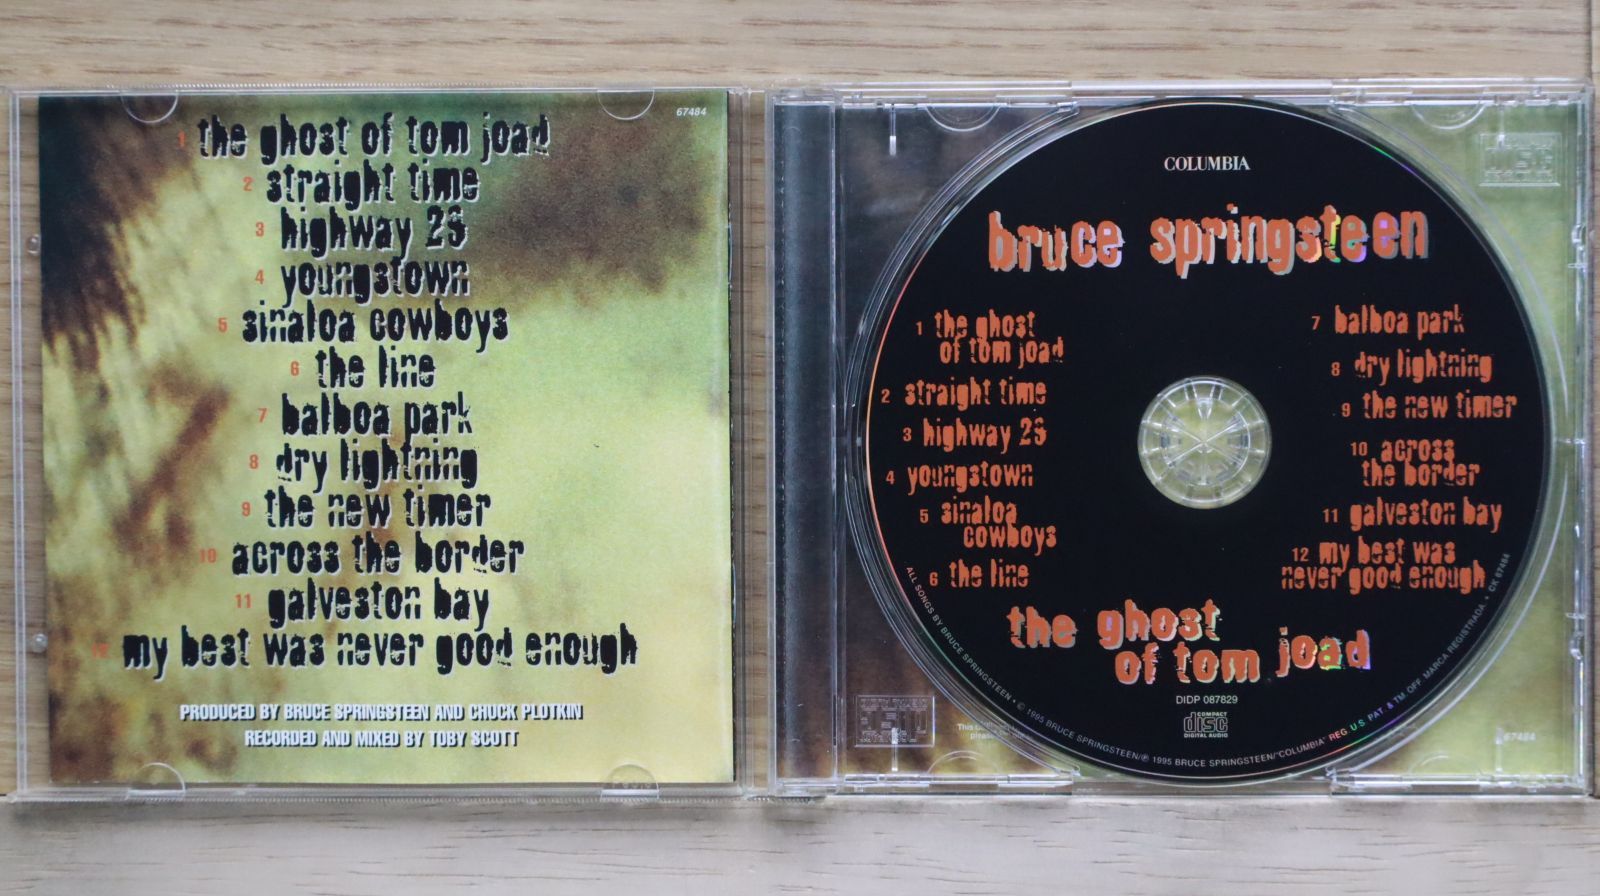 67484
1 the ghost of tom joad
2 straight time
3 highway 29
4 youngstown
5 sinaloa cowboys
6 the line
7 balboa park
8 dry lightning
9 the new timer
10 across the border
11 galveston bay
12 my best was never good enough
PRODUCED BY BRUCE SPRINGSTEEN AND CHUCK PLOTKIN
RECORDED AND MIXED BY TOBY SCOTT
COLUMBIA
bruce springsteen
1 the ghost
of tom joad
2 straight time
3 highway 29
4 youngstown
5 sinaloa
cowboys
6 the line
7 balboa park
8 dry lightning
9 the new timer
10 across
the border
11 galveston bay
12 my best was
never good enough
the ghost
of tom joad
DIDP 087829
COMPACT
disc
DIGITAL AUDIO
ALL SONGS BY BRUCE SPRINGSTEEN • © 1995 BRUCE SPRINGSTEEN/℗ 1995 BRUCE SPRINGSTEEN/"COLUMBIA" REG. U.S. PAT. & TM. OFF. MARCA REGISTRADA. • CK 67484
67484